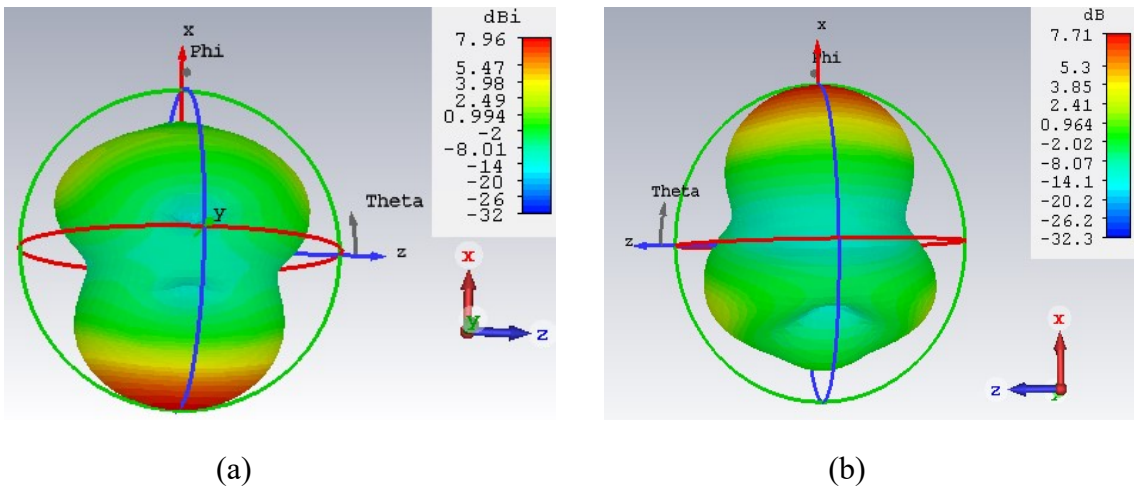 x
Phi
y
Theta
z
dBi
7.96
5.47
3.98
2.49
0.994
-2
-8.01
-14
-20
-26
-32
x
y
z
(a)
x
Phi
Theta
z
dB
7.71
5.3
3.85
2.41
0.964
-2.02
-8.07
-14.1
-20.2
-26.2
-32.3
x
z
y
(b)